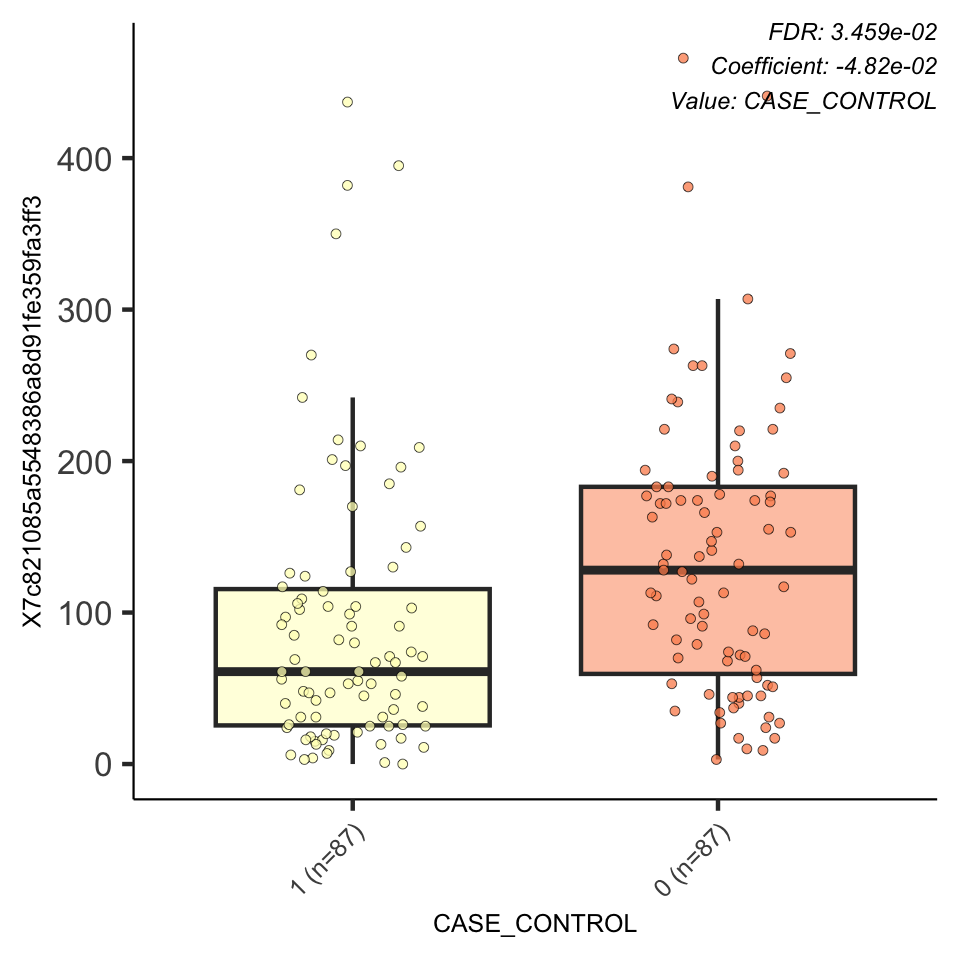 FDR: 3.459e-02
Coefficient: -4.82e-02
Value: CASE_CONTROL
X7c821085a5548386a8d91fe359fa3ff3
400
300
200
100
0
1 (n=87)
0 (n=87)
CASE_CONTROL